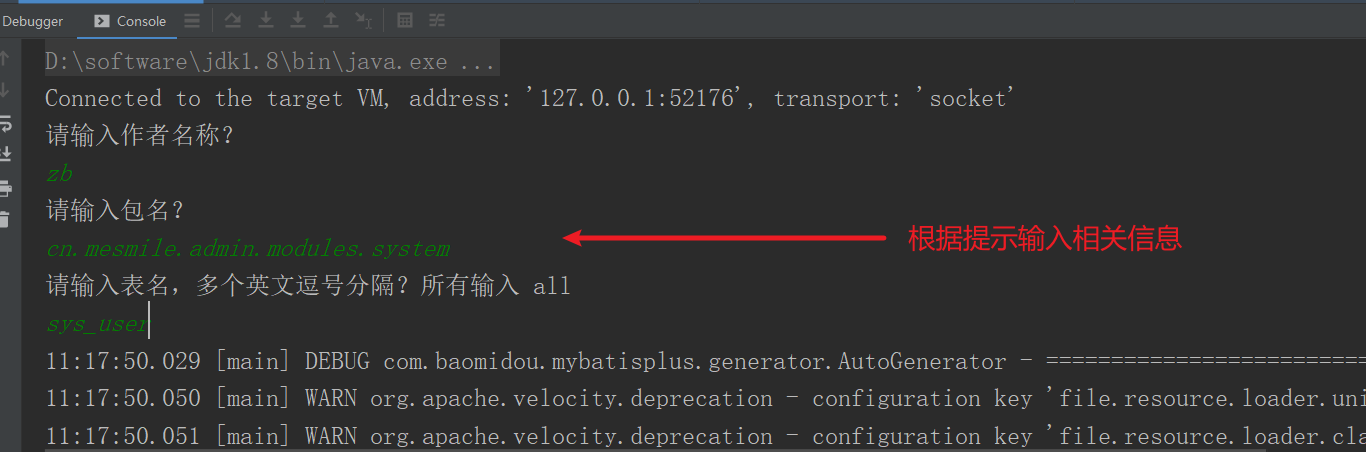 Debugger Console
D:\software\jdk1.8\bin\java.exe ...
Connected to the target VM, address: '127.0.0.1:52176', transport: 'socket'
请输入作者名称？
zb
请输入包名？
cn.mesmile.admin.modules.system
根据提示输入相关信息
请输入表名，多个英文逗号分隔？所有输入 all
sys_user
11:17:50.029 [main] DEBUG com.baomidou.mybatisplus.generator.AutoGenerator - ==========================
11:17:50.050 [main] WARN org.apache.velocity.deprecation - configuration key 'file.resource.loader.uni
11:17:50.051 [main] WARN org.apache.velocity.deprecation - configuration key 'file.resource.loader.cla